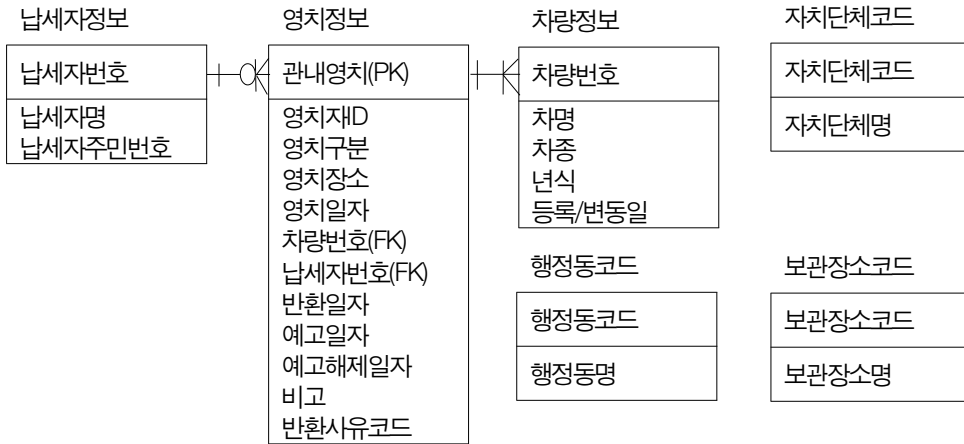 납세자정보
납세자번호
납세자명
납세자주민번호
영치정보
관내영치(PK)
영치자ID
영치구분
영치장소
영치일자
차량번호(FK)
납세자번호(FK)
반환일자
예고일자
예고해제일자
비고
반환사유코드
차량정보
차량번호
차명
차종
년식
등록/변동일
자치단체코드
자치단체코드
자치단체명
행정동코드
행정동코드
행정동명
보관장소코드
보관장소코드
보관장소명